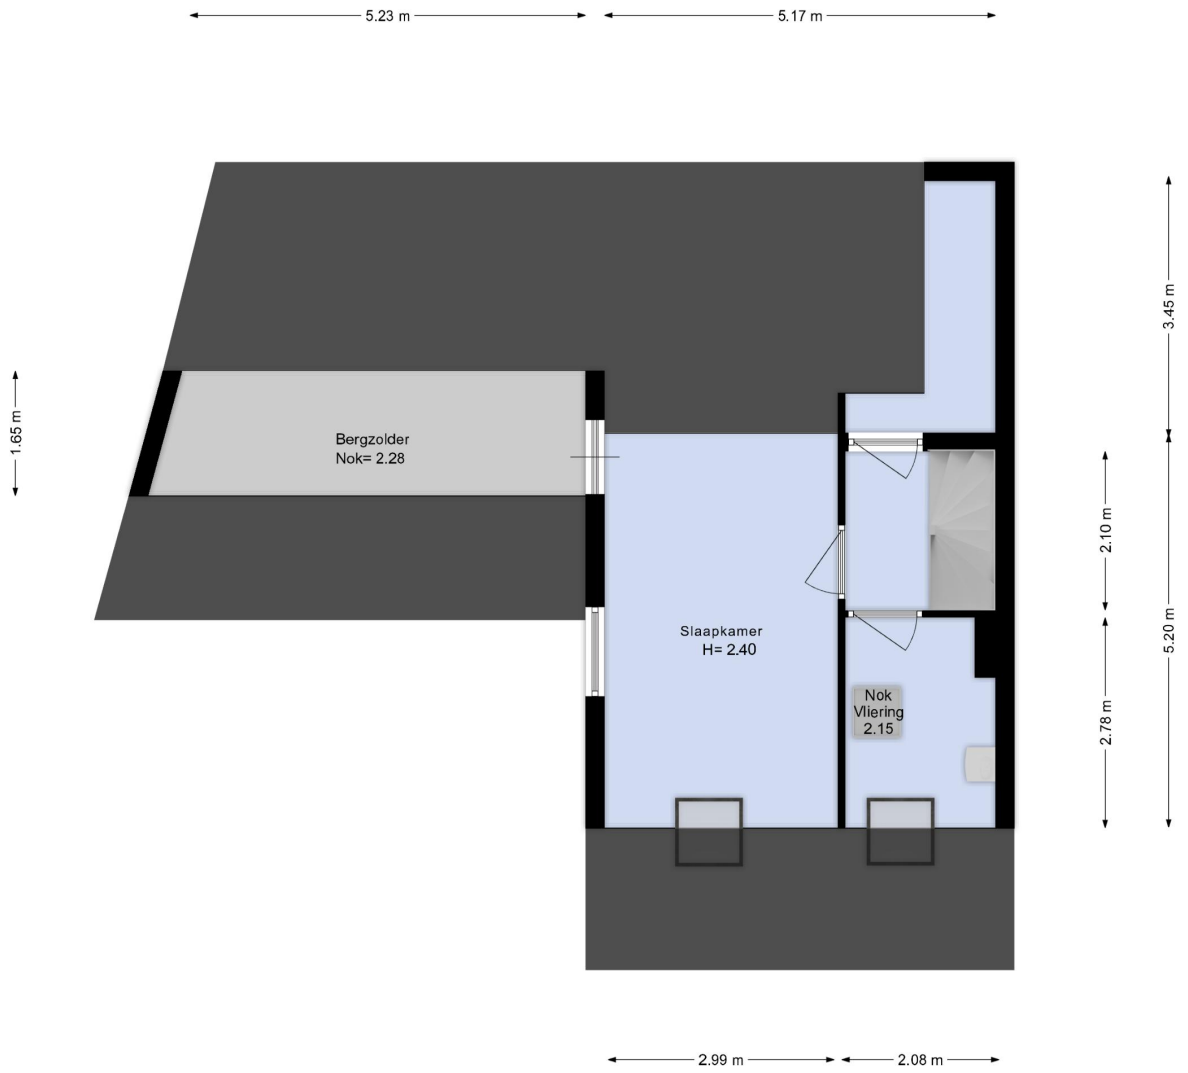 5.23 m
5.17 m
3.45 m
1.65 m
Bergzolder
Nok= 2.28
2.10 m
5.20 m
Slaapkamer
H= 2.40
Nok
Vliering
2.15
2.78 m
2.99 m
2.08 m